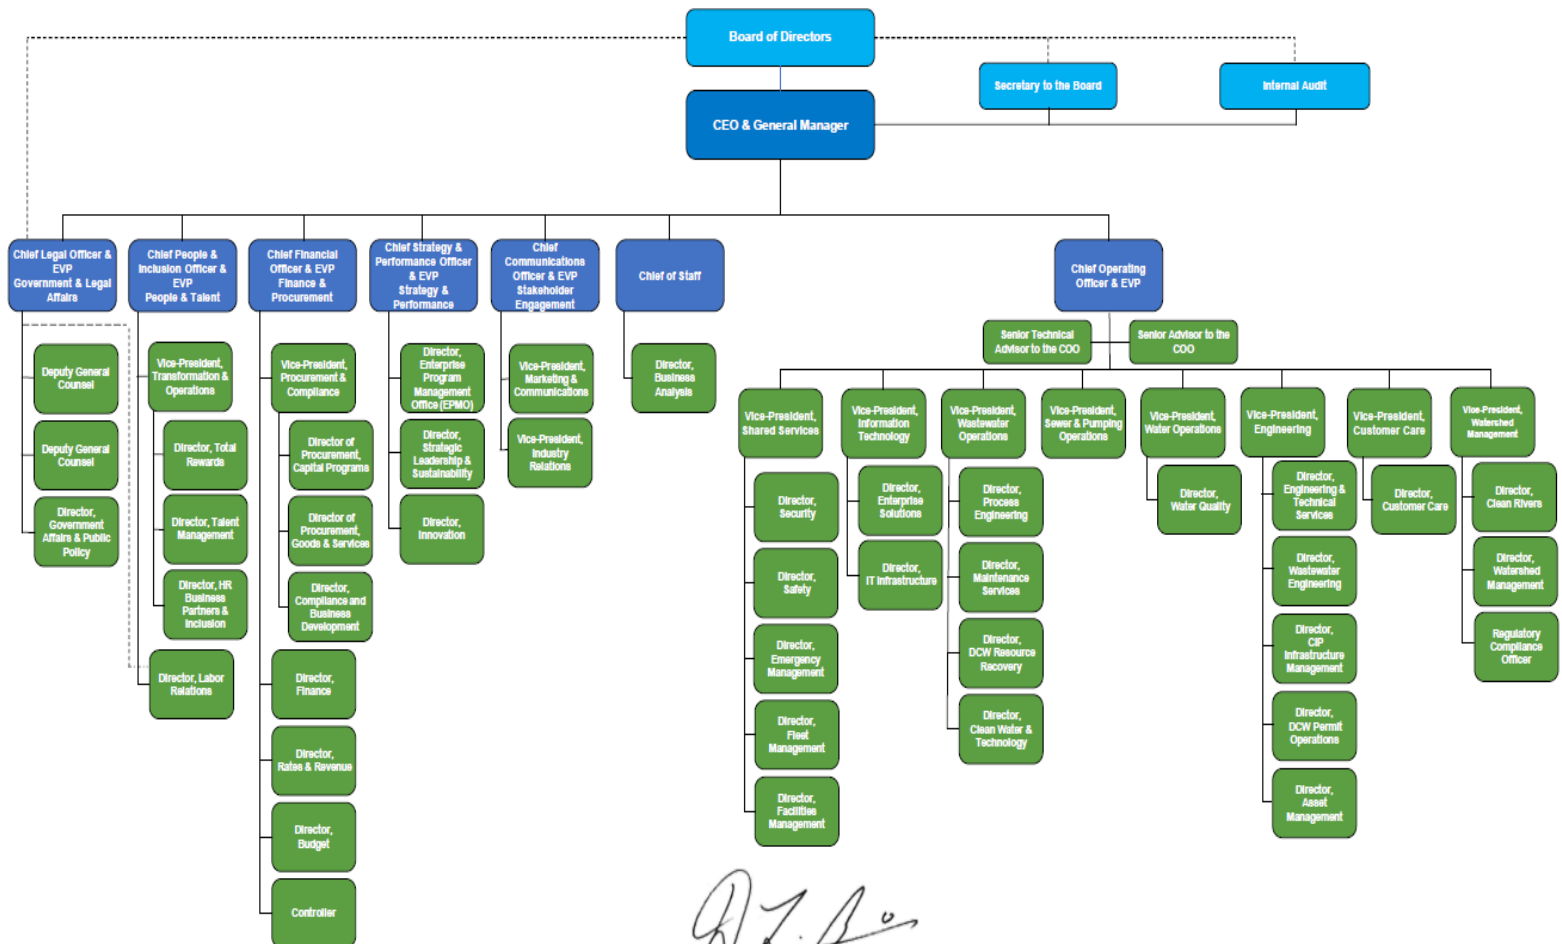 Board of Directors
Secretary to the Board
Internal Audit
CEO & General Manager
Chief Legal Officer &
EVP
Government & Legal
Affairs
Chief People &
Inclusion Officer &
EVP
People & Talent
Chief Financial
Officer & EVP
Finance &
Procurement
Chief Strategy &
Performance Officer
& EVP
Strategy &
Performance
Chief
Communications
Officer & EVP
Stakeholder
Engagement
Chief of Staff
Chief Operating
Officer & EVP
Senior Technical
Advisor to the COO
Senior Advisor to the
COO
Deputy General
Counsel
Deputy General
Counsel
Director,
Government
Affairs & Public
Policy
Vice-President,
Transformation &
Operations
Director, Total
Rewards
Director, Talent
Management
Director, HR
Business
Partners &
Inclusion
Director, Labor
Relations
Vice-President,
Procurement &
Compliance
Director of
Procurement,
Capital Programs
Director of
Procurement,
Goods & Services
Director,
Compliance and
Business
Development
Director,
Finance
Director,
Rates & Revenue
Director,
Budget
Controller
Director,
Enterprise
Program
Management
Office (EPMO)
Director,
Strategic
Leadership &
Sustainability
Director,
Innovation
Vice-President,
Marketing &
Communications
Vice-President,
Industry
Relations
Director,
Business
Analysis
Vice-President,
Shared Services
Director,
Security
Director,
Safety
Director,
Emergency
Management
Director,
Fleet
Management
Director,
Facilities
Management
Vice-President,
Information
Technology
Director,
Enterprise
Solutions
Director,
IT Infrastructure
Vice-President,
Wastewater
Operations
Director,
Process
Engineering
Director,
Maintenance
Services
Director,
DCW Resource
Recovery
Director,
Clean Water &
Technology
Vice-President,
Sewer & Pumping
Operations
Vice-President,
Water Operations
Director,
Water Quality
Vice-President,
Engineering
Director,
Engineering &
Technical
Services
Director,
Wastewater
Engineering
Director,
CIP
Infrastructure
Management
Director,
DCW Permit
Operations
Director,
Asset
Management
Vice-President,
Customer Care
Director,
Customer Care
Vice-President,
Watershed
Management
Director,
Clean Rivers
Director,
Watershed
Management
Regulatory
Compliance
Officer